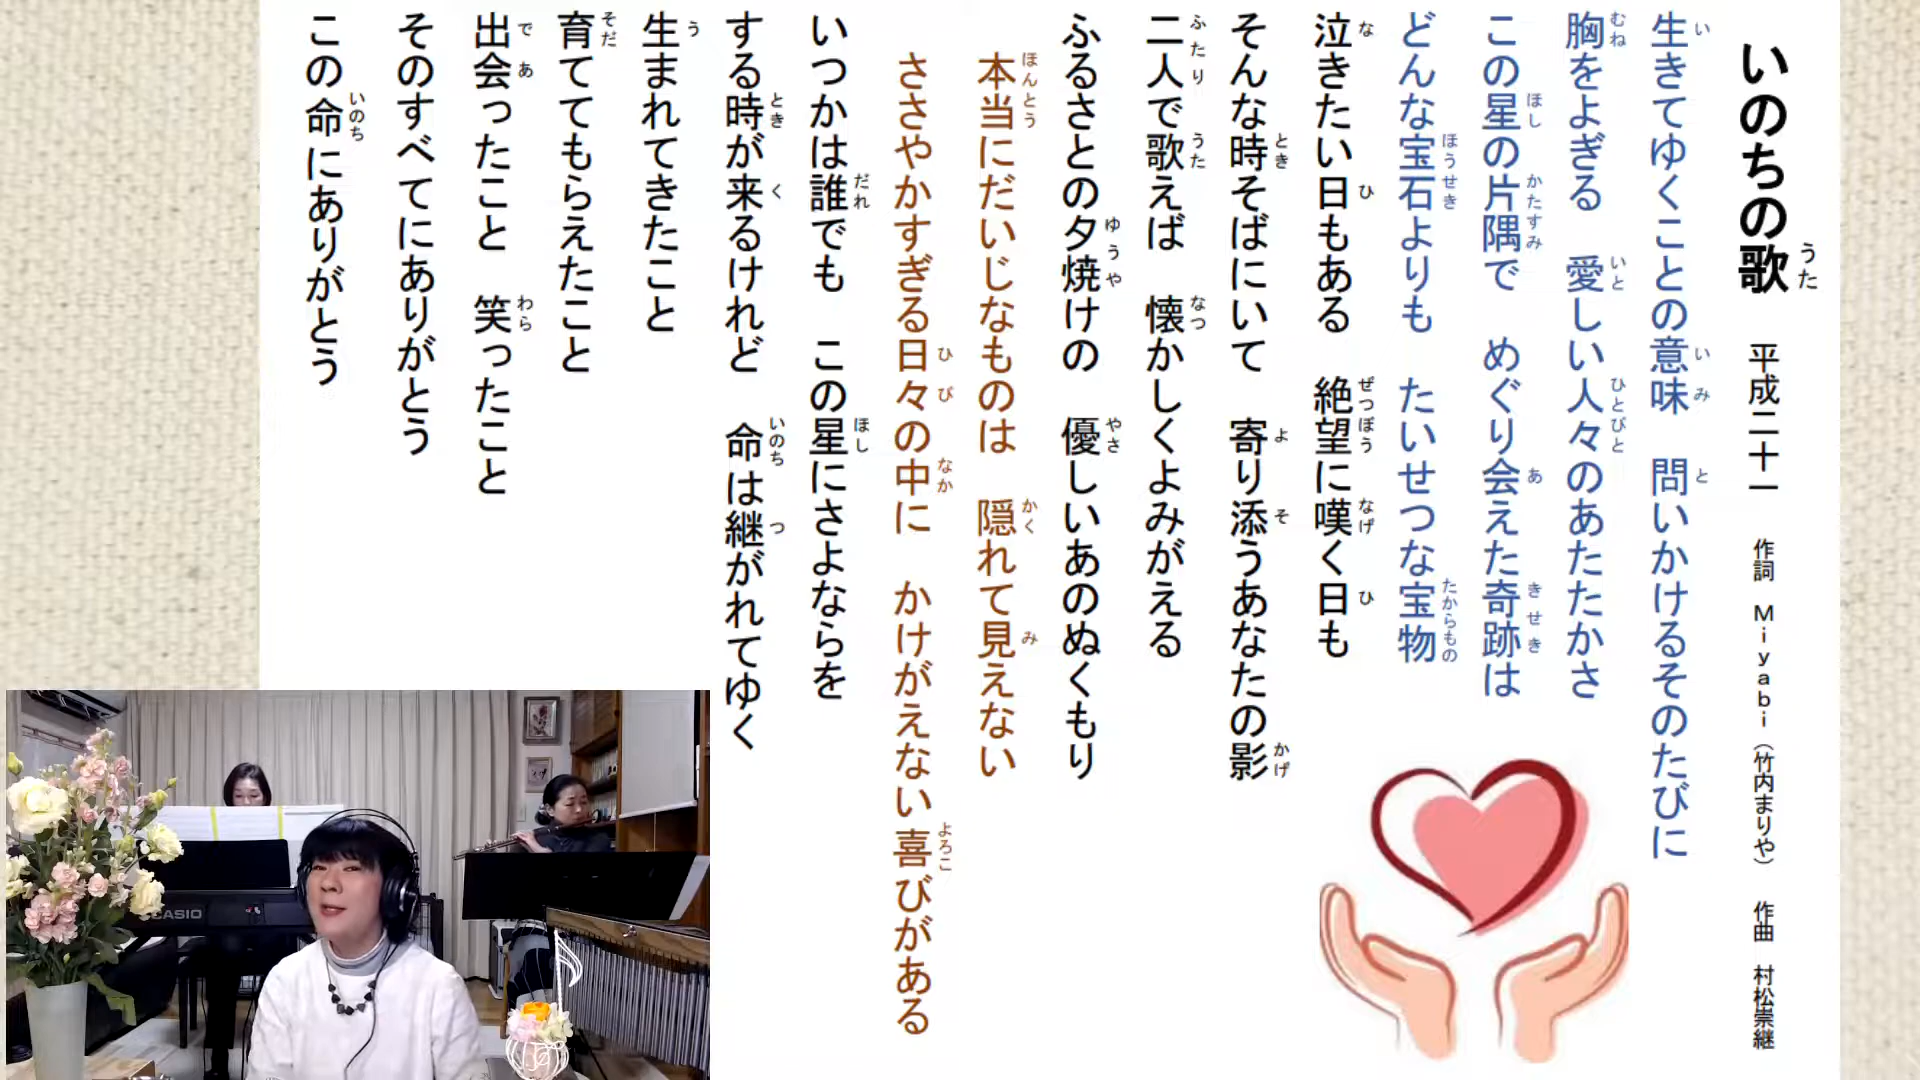 いのちの歌 平成二十一 作詞 Miyabi（竹内まりや） 作曲 村松崇継
生きてゆくことの意味 問いかけるそのたびに
胸をよぎる 愛しい人々のあたたかさ
この星の片隅で めぐり会えた奇跡は
どんな宝石よりも たいせつな宝物
泣きたい日もある 絶望に嘆く日も
そんな時そばにいて 寄り添うあなたの影
二人で歌えば 懐かしくよみがえる
ふるさとの夕焼けの 優しいあのぬくもり
本当にだいじなものは 隠れて見えない
ささやかすぎる日々の中に かけがえない喜びがある
いつかは誰でも この星にさよならを
する時が来るけれど 命は継がれてゆく
生まれてきたこと
育ててもらえたこと
出会ったこと 笑ったこと
そのすべてにありがとう
この命にありがとう
CASIO